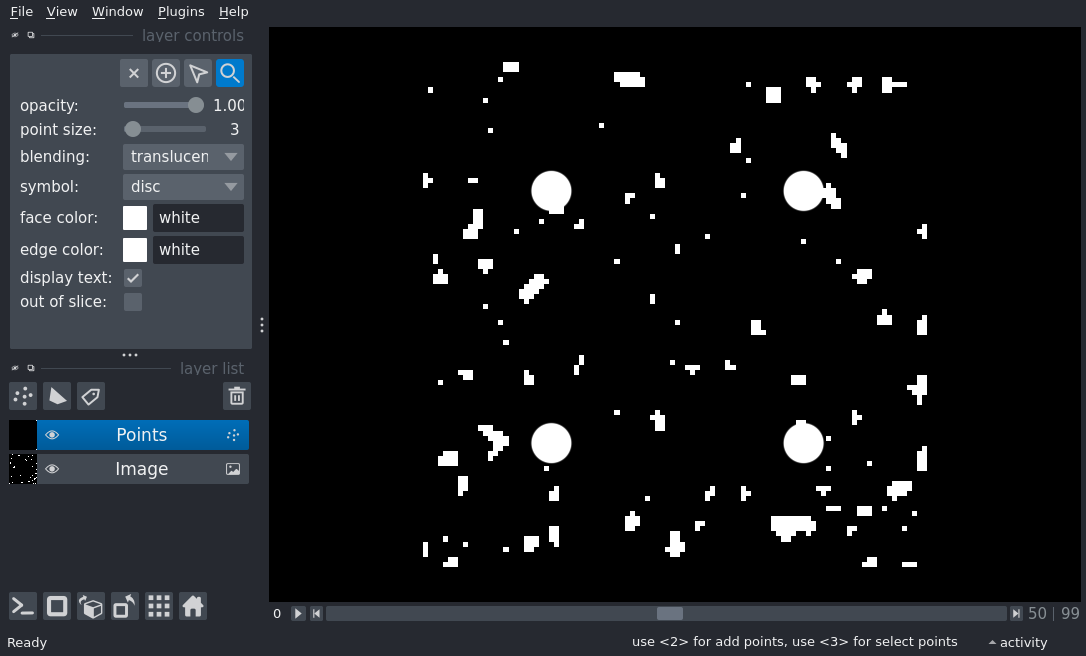 File View Window Plugins Help
layer controls
opacity: 1.00
point size: 3
blending: translucen
symbol: disc
face color: white
edge color: white
display text:
out of slice:
layer list
Points
Image
0 50 | 99
Ready use <2> for add points, use <3> for select points activity